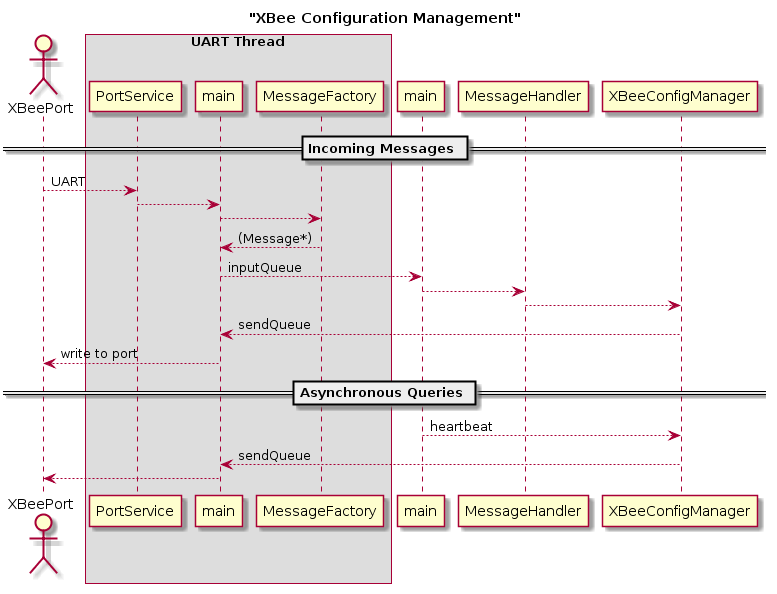 "XBee Configuration Management"
UART Thread
XBeePort
PortService
main
MessageFactory
main
MessageHandler
XBeeConfigManager
Incoming Messages
UART
(Message*)
inputQueue
sendQueue
write to port
Asynchronous Queries
heartbeat
sendQueue
XBeePort
PortService
main
MessageFactory
main
MessageHandler
XBeeConfigManager